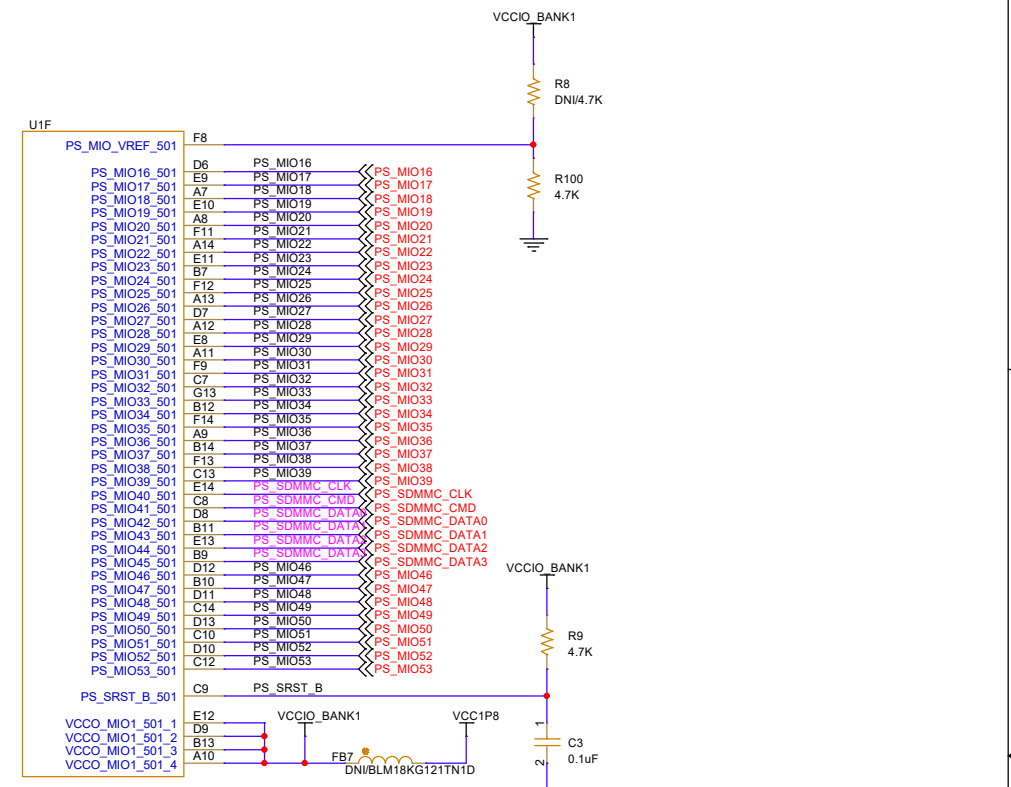 VCCIO_BANK1
R8
DNI/4.7K
U1F
PS_MIO_VREF_501 F8
R100
4.7K
PS_MIO16_501 D6 PS_MIO16 PS_MIO16
PS_MIO17_501 E9 PS_MIO17 PS_MIO17
PS_MIO18_501 A7 PS_MIO18 PS_MIO18
PS_MIO19_501 E10 PS_MIO19 PS_MIO19
PS_MIO20_501 A8 PS_MIO20 PS_MIO20
PS_MIO21_501 F11 PS_MIO21 PS_MIO21
PS_MIO22_501 A14 PS_MIO22 PS_MIO22
PS_MIO23_501 E11 PS_MIO23 PS_MIO23
PS_MIO24_501 B7 PS_MIO24 PS_MIO24
PS_MIO25_501 F12 PS_MIO25 PS_MIO25
PS_MIO26_501 A13 PS_MIO26 PS_MIO26
PS_MIO27_501 D7 PS_MIO27 PS_MIO27
PS_MIO28_501 A12 PS_MIO28 PS_MIO28
PS_MIO29_501 E8 PS_MIO29 PS_MIO29
PS_MIO30_501 A11 PS_MIO30 PS_MIO30
PS_MIO31_501 F9 PS_MIO31 PS_MIO31
PS_MIO32_501 C7 PS_MIO32 PS_MIO32
PS_MIO33_501 G13 PS_MIO33 PS_MIO33
PS_MIO34_501 B12 PS_MIO34 PS_MIO34
PS_MIO35_501 F14 PS_MIO35 PS_MIO35
PS_MIO36_501 A9 PS_MIO36 PS_MIO36
PS_MIO37_501 B14 PS_MIO37 PS_MIO37
PS_MIO38_501 F13 PS_MIO38 PS_MIO38
PS_MIO39_501 C13 PS_MIO39 PS_MIO39
PS_MIO40_501 E14 PS_SDMMC_CLK PS_SDMMC_CLK
PS_MIO41_501 C8 PS_SDMMC_CMD PS_SDMMC_CMD
PS_MIO42_501 D8 PS_SDMMC_DATA PS_SDMMC_DATA0
PS_MIO43_501 B11 PS_SDMMC_DATA PS_SDMMC_DATA1
PS_MIO44_501 E13 PS_SDMMC_DATA PS_SDMMC_DATA2
PS_MIO45_501 B9 PS_SDMMC_DATA PS_SDMMC_DATA3
PS_MIO46_501 D12 PS_MIO46 PS_MIO46
PS_MIO47_501 B10 PS_MIO47 PS_MIO47
PS_MIO48_501 D11 PS_MIO48 PS_MIO48
PS_MIO49_501 C14 PS_MIO49 PS_MIO49
PS_MIO50_501 D13 PS_MIO50 PS_MIO50
PS_MIO51_501 C10 PS_MIO51 PS_MIO51
PS_MIO52_501 D10 PS_MIO52 PS_MIO52
PS_MIO53_501 C12 PS_MIO53 PS_MIO53
VCCIO_BANK1
R9
4.7K
PS_SRST_B_501 C9 PS_SRST_B
VCCO_MIO1_501_1 E12
VCCO_MIO1_501_2 D9
VCCO_MIO1_501_3 B13
VCCO_MIO1_501_4 A10
VCCIO_BANK1
VCC1P8
FB7
DNI/BLM18KG121TN1D
1
C3
0.1uF
2